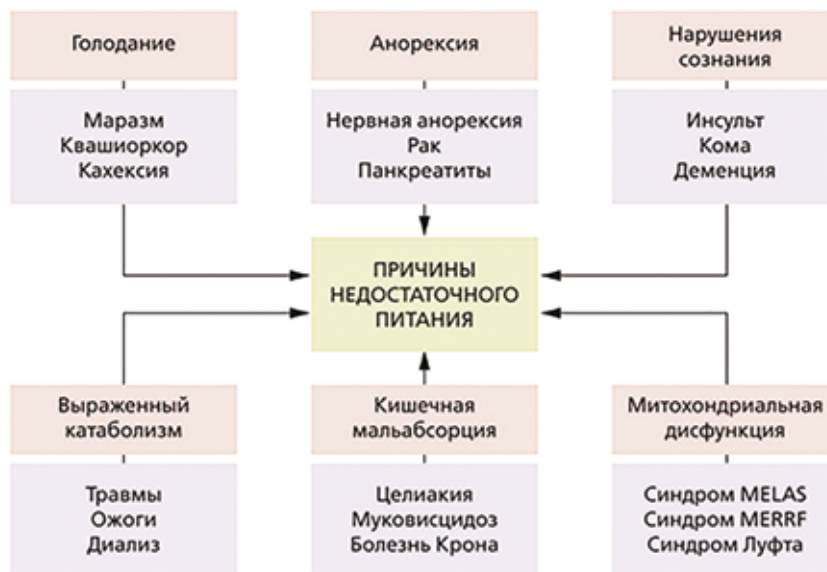 Голодание
Маразм
Квашиоркор
Кахексия
Анорексия
Нервная анорексия
Рак
Панкреатиты
Нарушения
сознания
Инсульт
Кома
Деменция
ПРИЧИНЫ
НЕДОСТАТОЧНОГО
ПИТАНИЯ
Выраженный
катаболизм
Травмы
Ожоги
Диализ
Кишечная
мальабсорция
Целиакия
Муковисцидоз
Болезнь Крона
Митохондриальная
дисфункция
Синдром MELAS
Синдром MERRF
Синдром Луфта